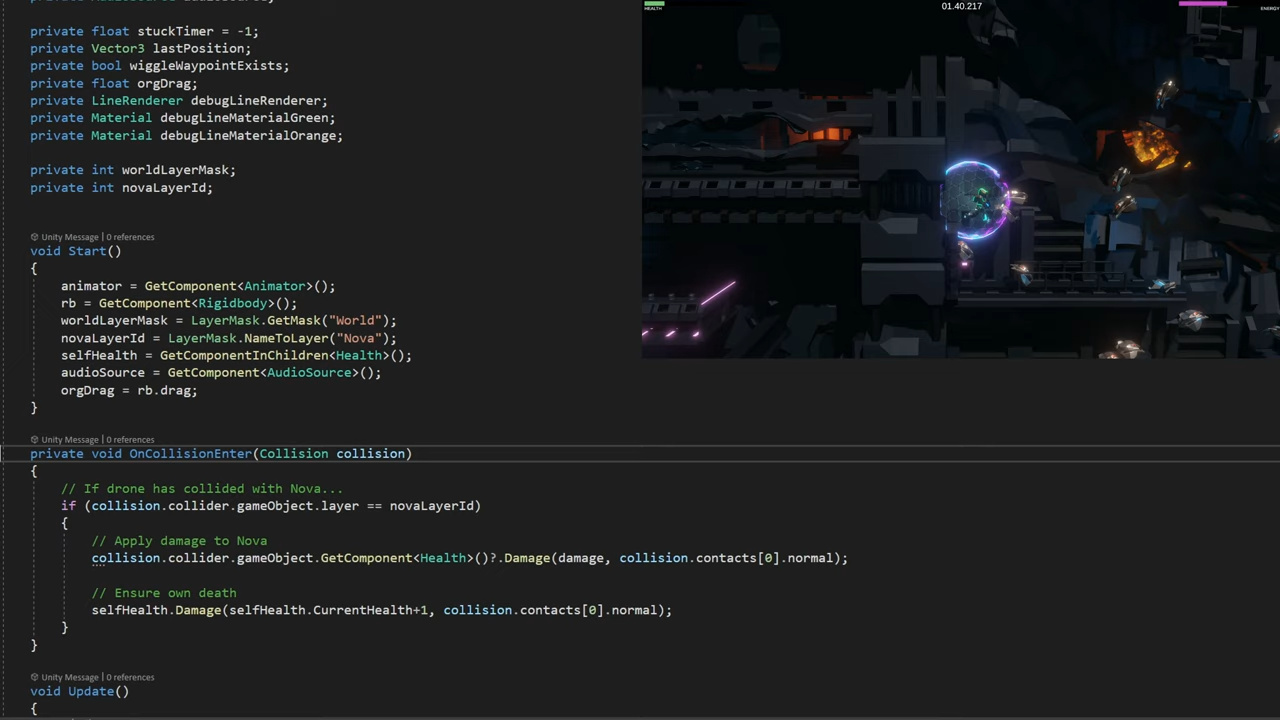 private float stuckTimer = -1;
private Vector3 lastPosition;
private bool wiggleWaypointExists;
private float orgDrag;
private LineRenderer debugLineRenderer;
private Material debugLineMaterialGreen;
private Material debugLineMaterialOrange;
private int worldLayerMask;
private int novaLayerId;
Unity Message | 0 references
void Start()
{
animator = GetComponent<Animator>();
rb = GetComponent<Rigidbody>();
worldLayerMask = LayerMask.GetMask("World");
novaLayerId = LayerMask.NameToLayer("Nova");
selfHealth = GetComponentInChildren<Health>();
audioSource = GetComponent<AudioSource>();
orgDrag = rb.drag;
}
Unity Message | 0 references
private void OnCollisionEnter(Collision collision)
{
// If drone has collided with Nova...
if (collision.collider.gameObject.layer == novaLayerId)
{
// Apply damage to Nova
collision.collider.gameObject.GetComponent<Health>()?.Damage(damage, collision.contacts[0].normal);
// Ensure own death
selfHealth.Damage(selfHealth.CurrentHealth+1, collision.contacts[0].normal);
}
}
Unity Message | 0 references
void Update()
{
HEALTH
01.40.217
ENERGY